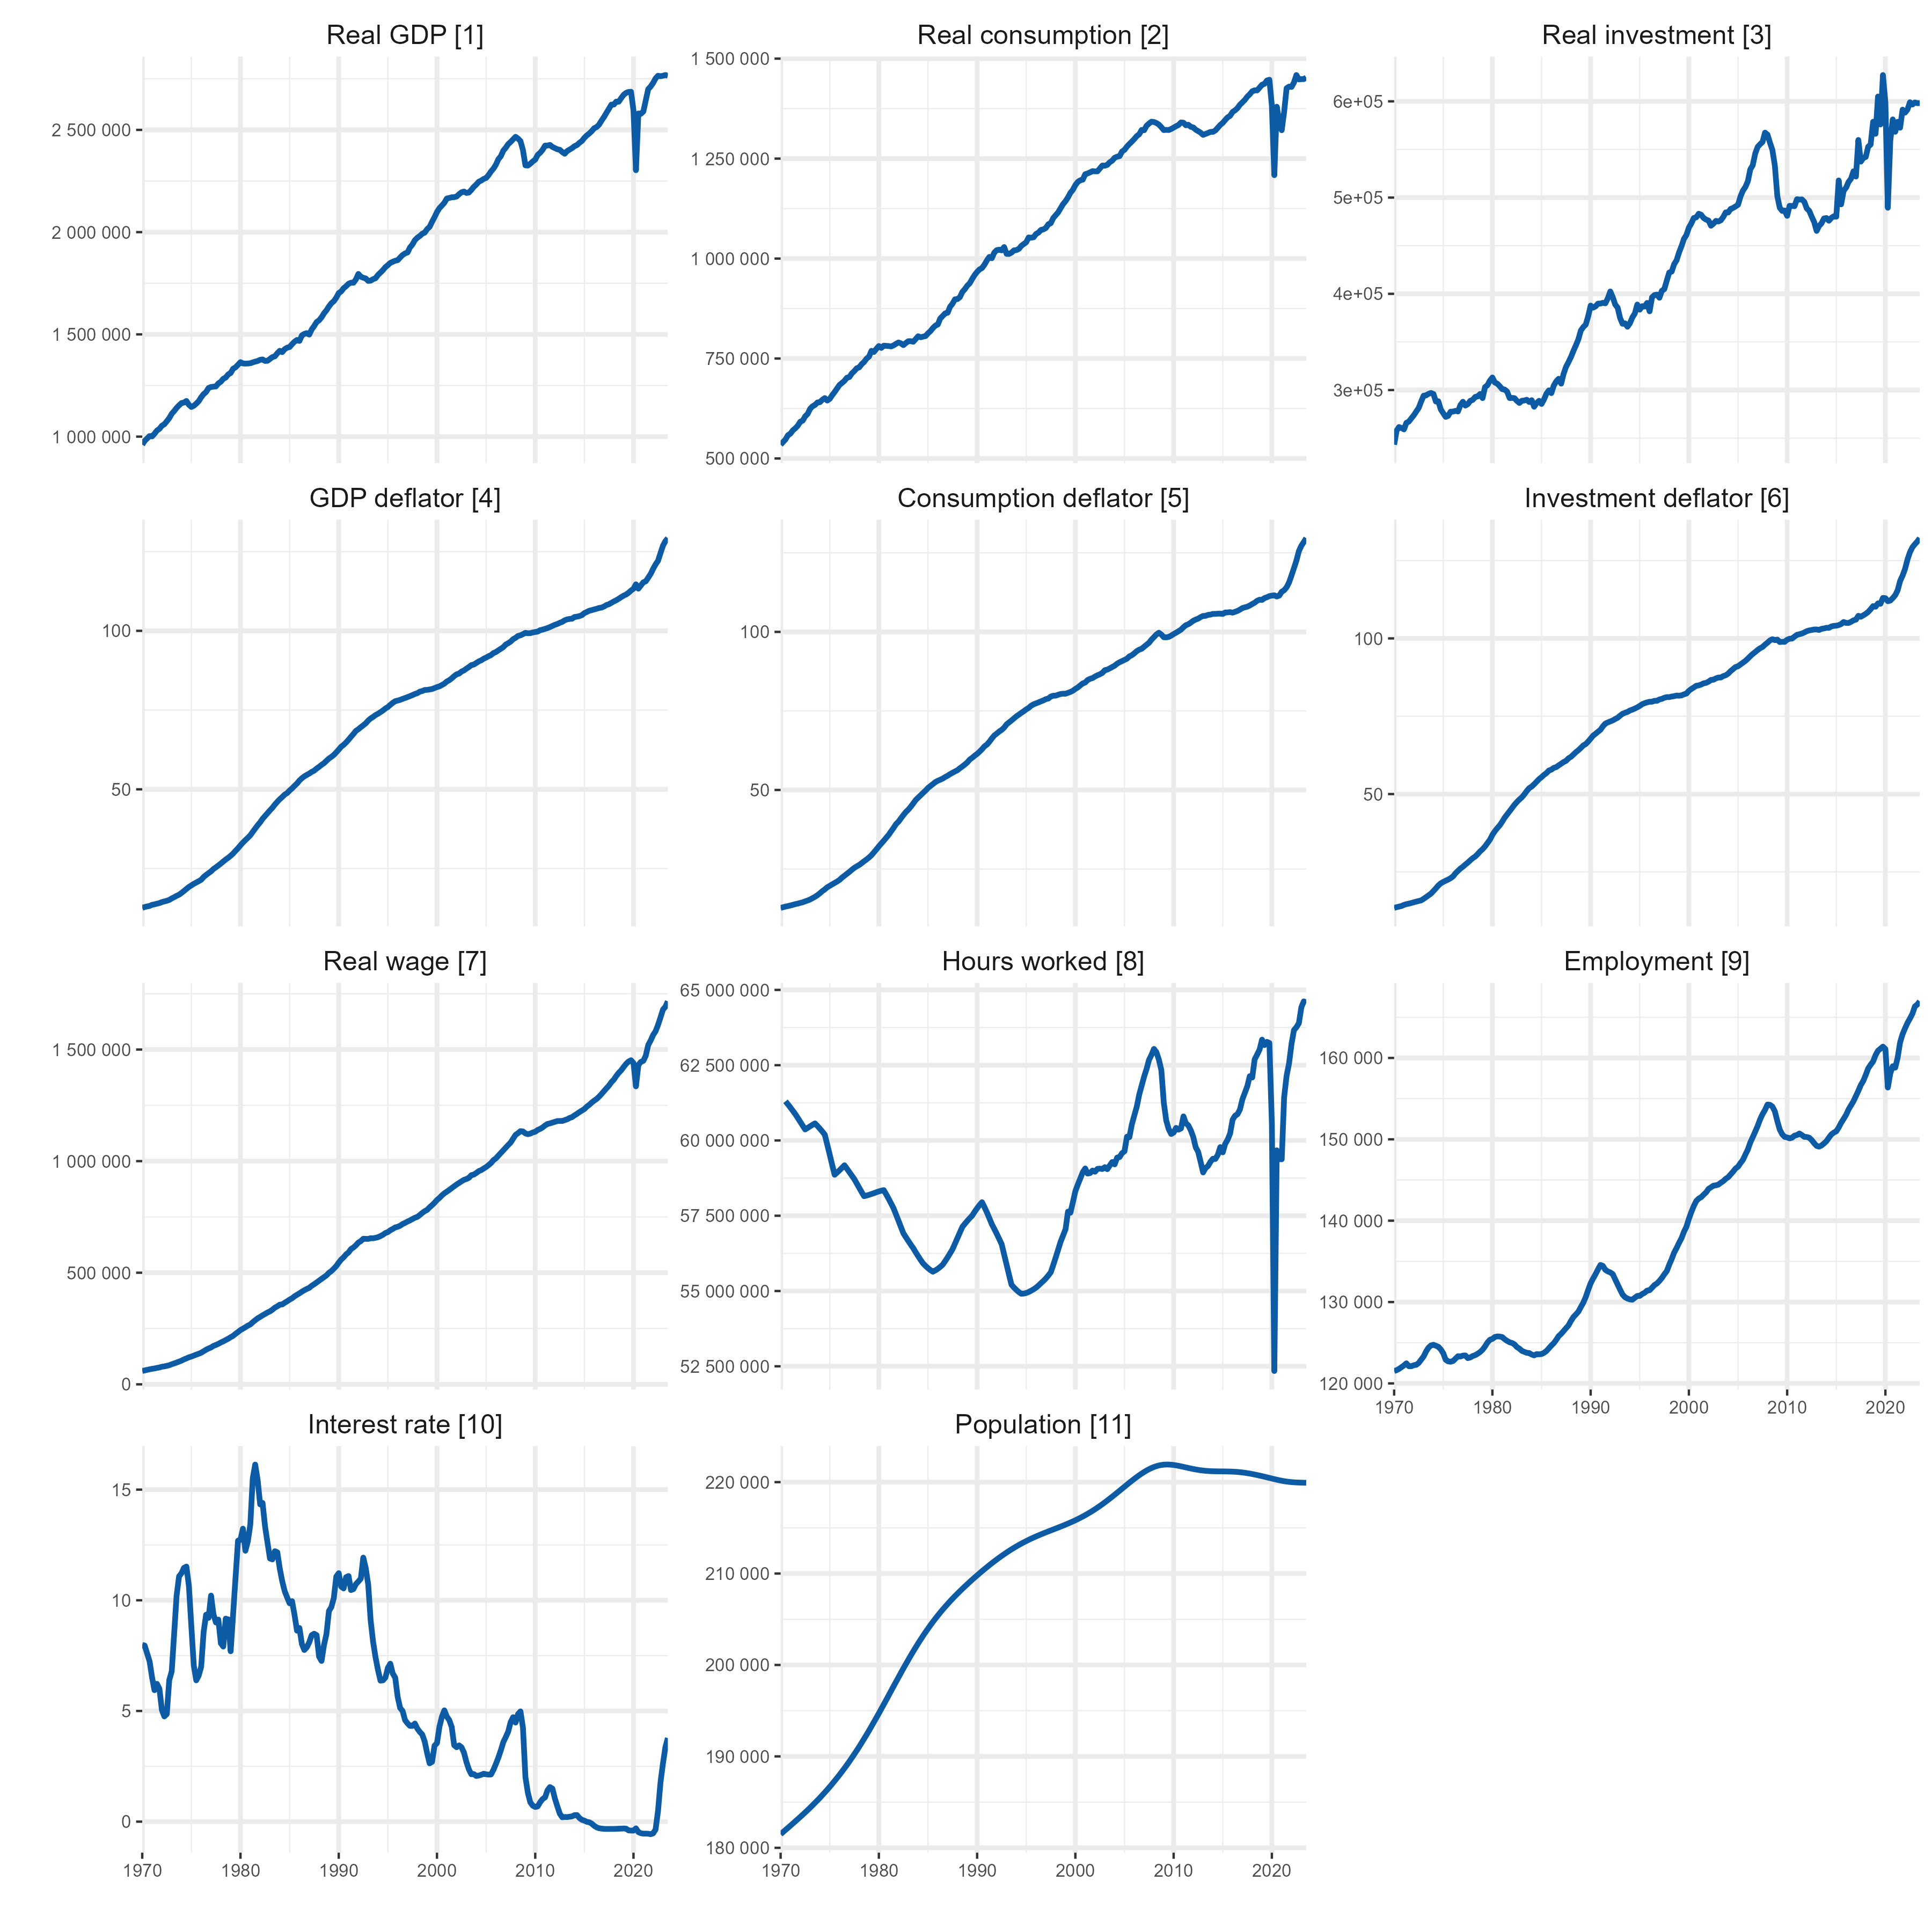 Real GDP [1]
Real consumption [2]
Real investment [3]
2 500 000
2 000 000
1 500 000
1 000 000
1 500 000
1 250 000
1 000 000
750 000
500 000
6e+05
5e+05
4e+05
3e+05
GDP deflator [4]
Consumption deflator [5]
Investment deflator [6]
100
50
100
50
100
50
Real wage [7]
Hours worked [8]
Employment [9]
1 500 000
1 000 000
500 000
0
65 000 000
62 500 000
60 000 000
57 500 000
55 000 000
52 500 000
160 000
150 000
140 000
130 000
120 000
1970 1980 1990 2000 2010 2020
Interest rate [10]
Population [11]
15
10
5
0
1970 1980 1990 2000 2010 2020
220 000
210 000
200 000
190 000
180 000
1970 1980 1990 2000 2010 2020